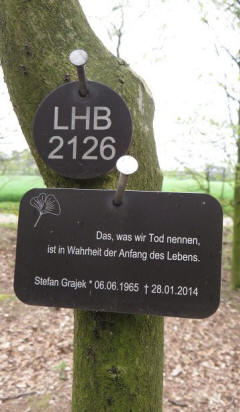 LHB
2126
Das, was wir Tod nennen,
ist in Wahrheit der Anfang des Lebens.
Stefan Grajek * 06.06.1965 † 28.01.2014